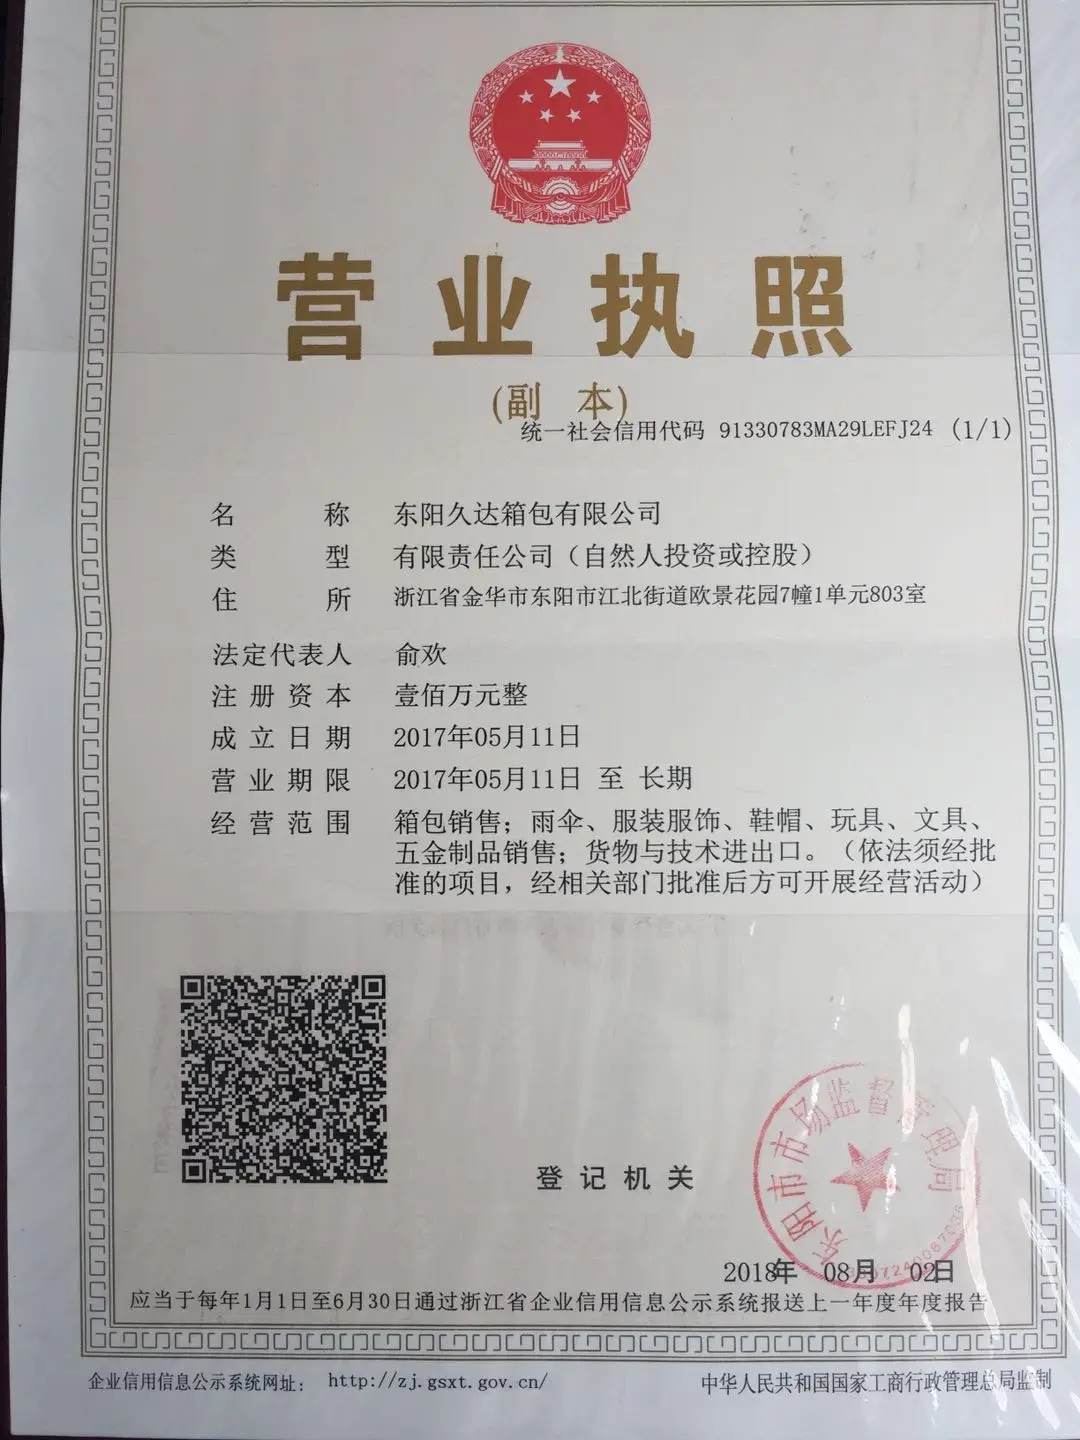 营业执照
(副 本)
统一社会信用代码 91330783MA29LEFJ24 (1/1)
名 称 东阳久达箱包有限公司
类 型 有限责任公司（自然人投资或控股）
住 所 浙江省金华市东阳市江北街道欧景花园7幢1单元803室
法定代表人 俞欢
注册资本 壹佰万元整
成立日期 2017年05月11日
营业期限 2017年05月11日 至 长期
经营范围 箱包销售；雨伞、服装服饰、鞋帽、玩具、文具、
五金制品销售；货物与技术进出口。（依法须经批
准的项目，经相关部门批准后方可开展经营活动）
登记机关
东阳市市场监督管理局
2018年 08月 02日
应当于每年1月1日至6月30日通过浙江省企业信用信息公示系统报送上一年度年度报告
企业信用信息公示系统网址： http://zj.gsxt.gov.cn/
中华人民共和国国家工商行政管理总局监制